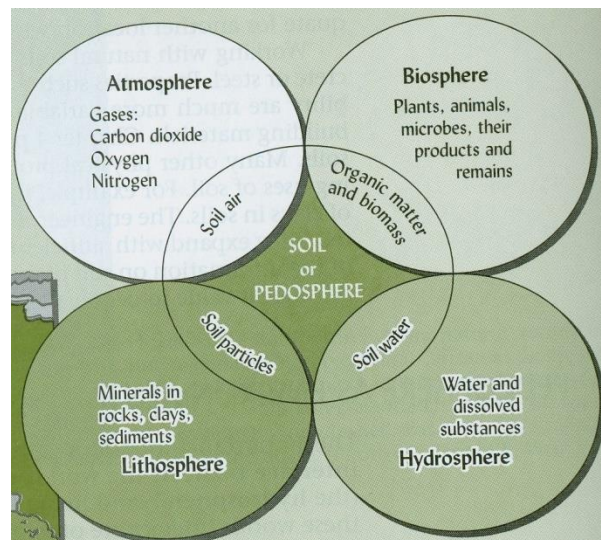 Atmosphere
Gases:
Carbon dioxide
Oxygen
Nitrogen
Biosphere
Plants, animals,
microbes, their
products and
remains
Soil air
Organic matter
and biomass
SOIL
or
PEDOSPHERE
Soil particles
Soil water
Minerals in
rocks, clays,
sediments
Lithosphere
Water and
dissolved
substances
Hydrosphere